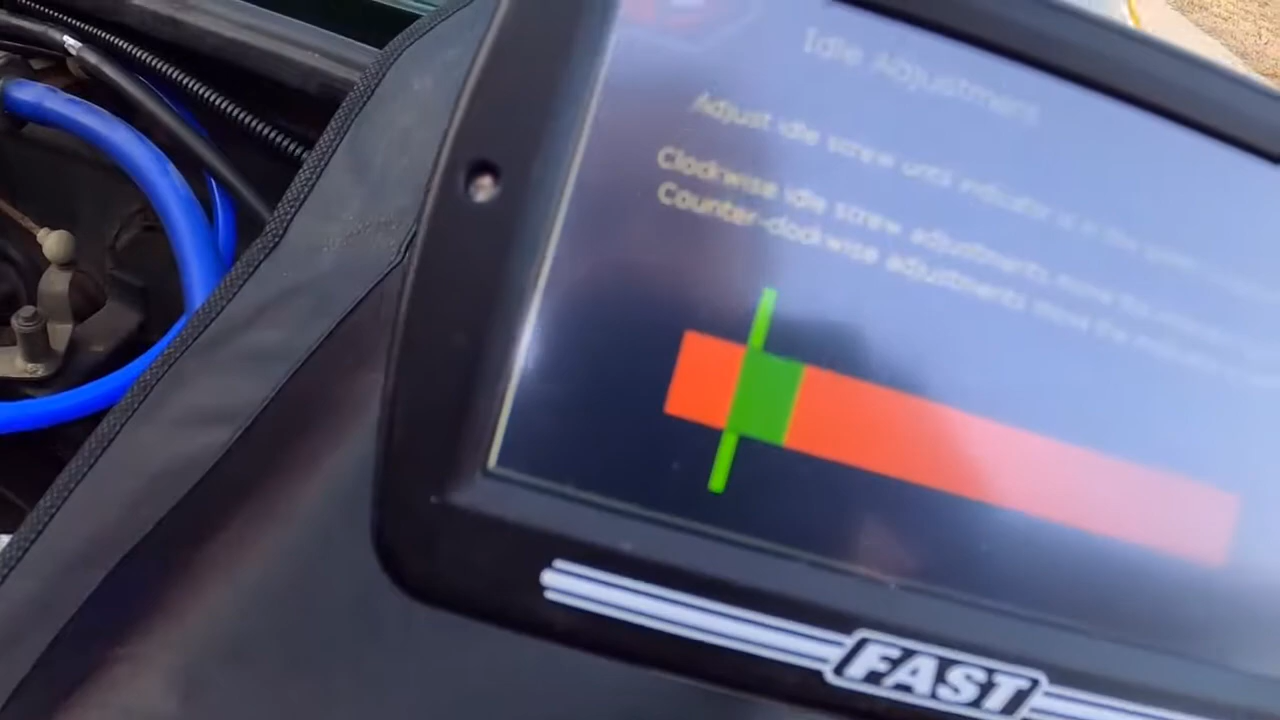 Idle Adjustment
Adjust idle screw until indicator is in the
Clockwise idle screw adjustments move the
Counter-clockwise adjustments move the
FAST